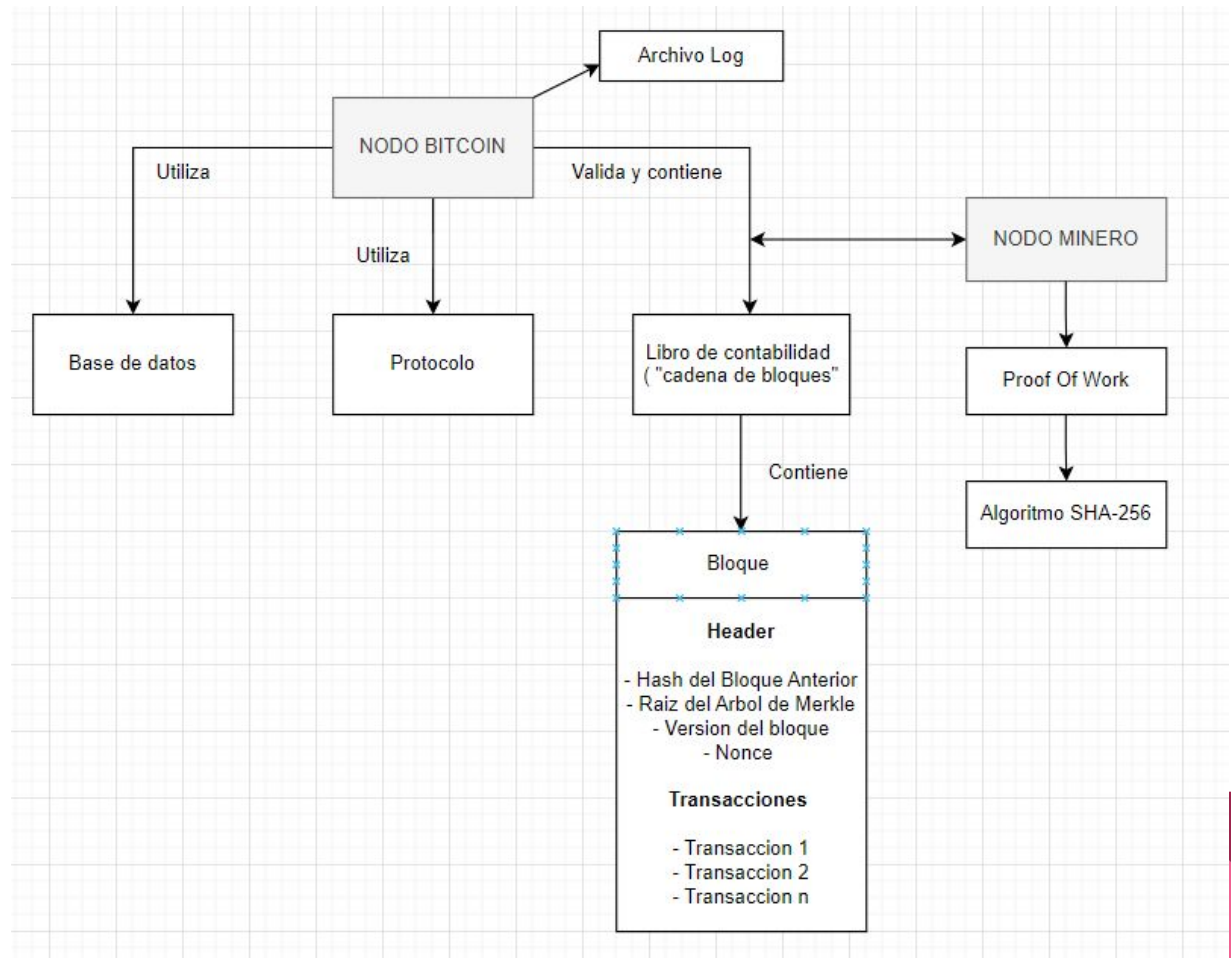 Archivo Log
NODO BITCOIN
Utiliza
Valida y contiene
Utiliza
NODO MINERO
Base de datos
Protocolo
Libro de contabilidad
( "cadena de bloques"
Proof Of Work
Contiene
Algoritmo SHA-256
Bloque
Header
- Hash del Bloque Anterior
- Raiz del Arbol de Merkle
- Version del bloque
- Nonce
Transacciones
- Transaccion 1
- Transaccion 2
- Transaccion n